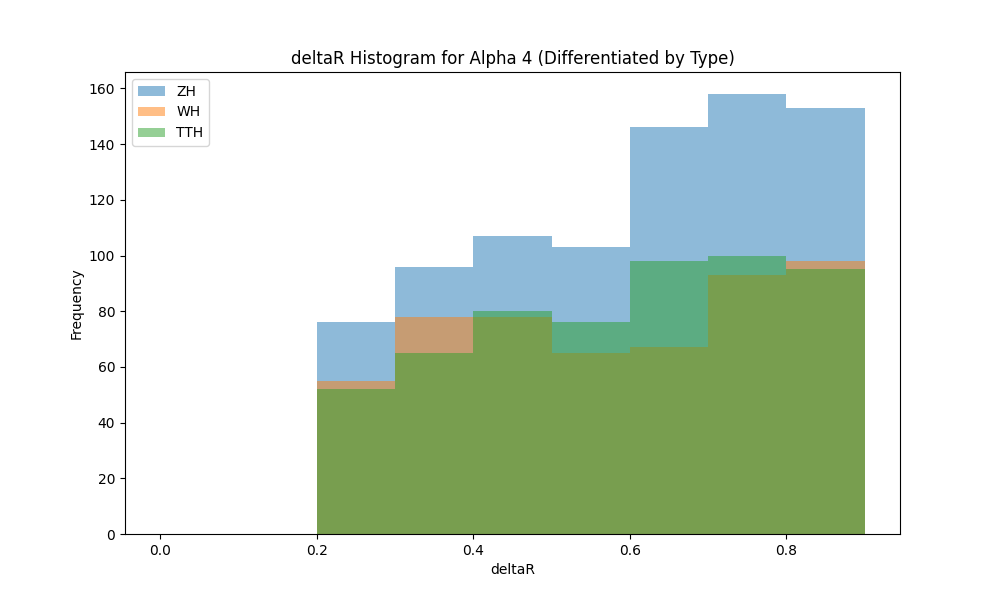 deltaR Histogram for Alpha 4 (Differentiated by Type)
ZH
WH
TTH
Frequency
160
140
120
100
80
60
40
20
0
0.0 0.2 0.4 0.6 0.8
deltaR